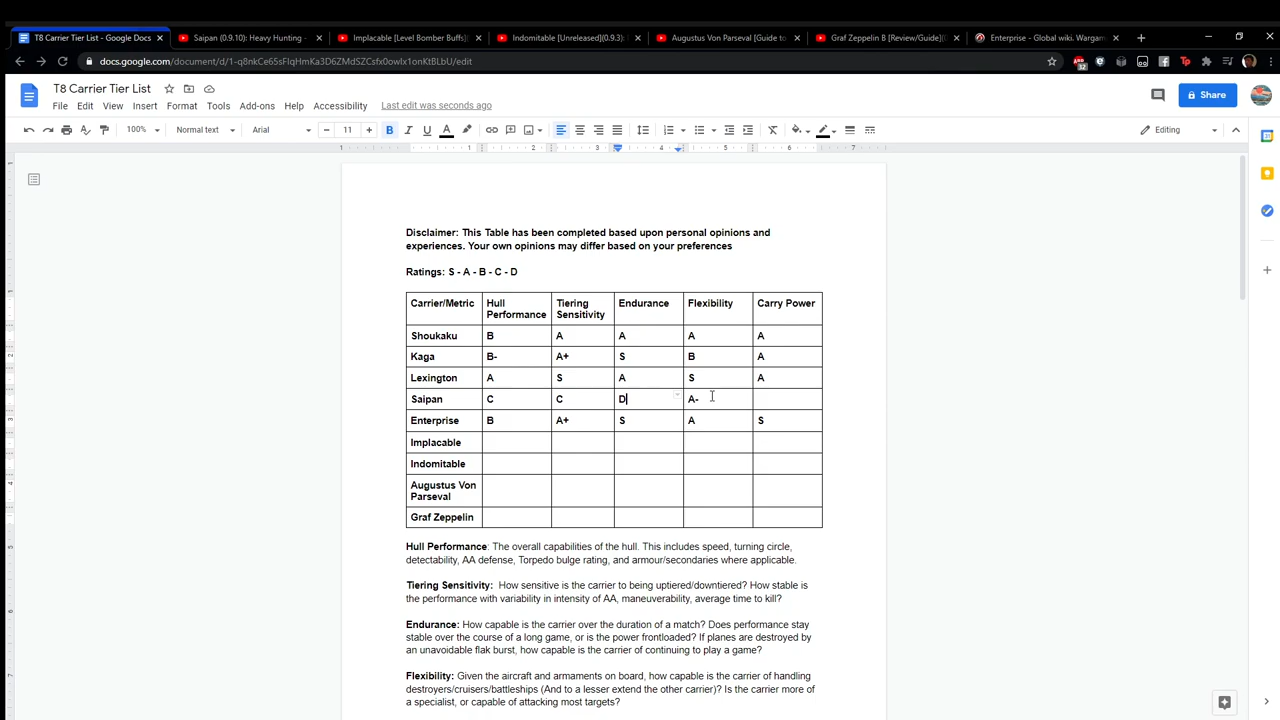 T8 Carrier Tier List - Google Docs
Saipan (0.9.10): Heavy Hunting -
Implacable [Level Bomber Buffs]
Indomitable [Unreleased](0.9.3):
Augustus Von Parseval [Guide to
Graf Zeppelin B [Review/Guide]
Enterprise - Global wiki. Wargam
docs.google.com/document/d/1-q8nkCe65sFlqHmKa3D6ZMdSZCsfx0owlx1onKtBLbU/edit
32
T8 Carrier Tier List
File Edit View Insert Format Tools Add-ons Help Accessibility Last edit was seconds ago
Share
100% Normal text Arial 11 Editing
1 1 2 3 4 5 6 7
Disclaimer: This Table has been completed based upon personal opinions and
experiences. Your own opinions may differ based on your preferences
Ratings: S - A - B - C - D
Carrier/Metric Hull Performance Tiering Sensitivity Endurance Flexibility Carry Power
Shoukaku B A A A A
Kaga B- A+ S B A
Lexington A S A S A
Saipan C C D A-
Enterprise B A+ S A S
Implacable
Indomitable
Augustus Von
Parseval
Graf Zeppelin
Hull Performance: The overall capabilities of the hull. This includes speed, turning circle,
detectability, AA defense, Torpedo bulge rating, and armour/secondaries where applicable.
Tiering Sensitivity: How sensitive is the carrier to being uptiered/downtiered? How stable is
the performance with variability in intensity of AA, maneuverability, average time to kill?
Endurance: How capable is the carrier over the duration of a match? Does performance stay
stable over the course of a long game, or is the power frontloaded? If planes are destroyed by
an unavoidable flak burst, how capable is the carrier of continuing to play a game?
Flexibility: Given the aircraft and armaments on board, how capable is the carrier of handling
destroyers/cruisers/battleships (And to a lesser extend the other carrier)? Is the carrier more of
a specialist, or capable of attacking most targets?